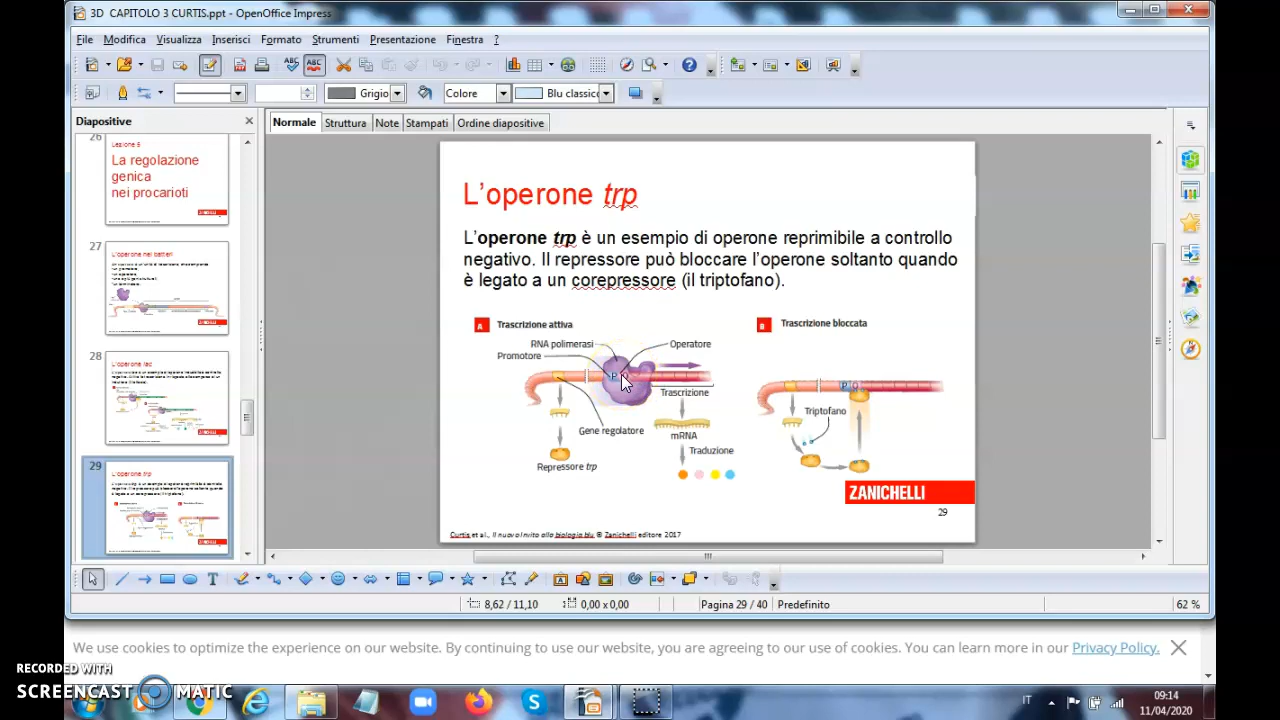 3D CAPITOLO 3 CURTIS.ppt - OpenOffice Impress
File Modifica Visualizza Inserisci Formato Strumenti Presentazione Finestra ?
Grigio Colore Blu classic
Diapositive
Normale Struttura Note Stampati Ordine diapositive
26
Lezione 5
La regolazione
genica
nei procarioti
ZANICHELLI
27
L'operone nei batteri
28
L'operone lac
29
L'operone trp
L'operone trp
L'operone trp è un esempio di operone reprimibile a controllo
negativo. Il repressore può bloccare l'operone soltanto quando
è legato a un corepressore (il triptofano).
A Trascrizione attiva
B Trascrizione bloccata
RNA polimerasi
Operatore
Promotore
P
P O
Trascrizione
Triptofano
Gene regolatore
mRNA
Traduzione
Repressore trp
ZANICHELLI
29
Curtis et al., Il nuovo invito alla biologia blu © Zanichelli editore 2017
8,62 / 11,10 0,00 x 0,00 Pagina 29 / 40 Predefinito 62 %
We use cookies to optimize the experience on our website. By continuing to use our website, you are agreeing to our use of cookies. You can learn more in our Privacy Policy.
RECORDED WITH
SCREENCAST MATIC
IT
09:14
11/04/2020